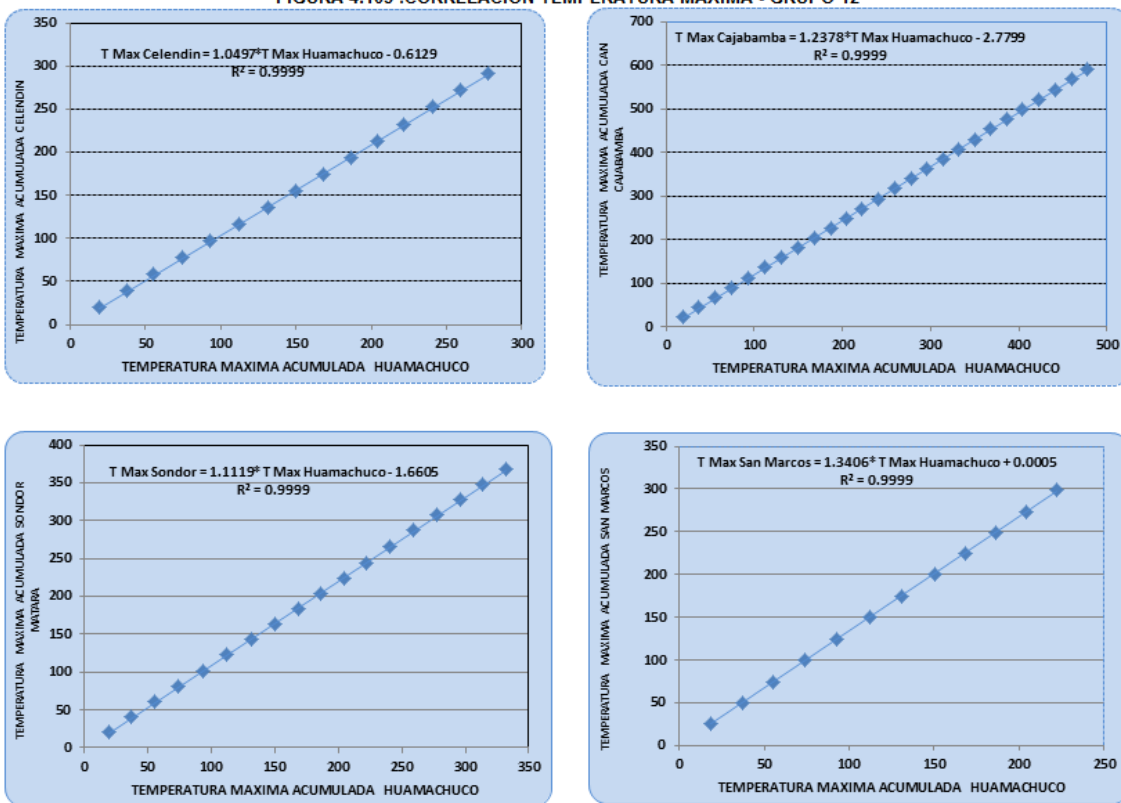 FIGURA 4.109 .CORRELACION TEMPERATURA MAXIMA - GRUPO 12
T Max Celendin = 1.0497*T Max Huamachuco - 0.6129
R² = 0.9999
TEMPERATURA MAXIMA ACUMULADA CELENDIN
350
300
250
200
150
100
50
0
0 50 100 150 200 250 300
TEMPERATURA MAXIMA ACUMULADA HUAMACHUCO
T Max Cajabamba = 1.2378*T Max Huamachuco - 2.7799
R² = 0.9999
TEMPERATURA MAXIMA ACUMULADA CAN
CAJABAMBA
700
600
500
400
300
200
100
0
0 100 200 300 400 500
TEMPERATURA MAXIMA ACUMULADA HUAMACHUCO
T Max Sondor = 1.1119* T Max Huamachuco - 1.6605
R² = 0.9999
TEMPERATURA MAXIMA ACUMULADA SONDOR
MATARA
400
350
300
250
200
150
100
50
0
0 50 100 150 200 250 300 350
TEMPERATURA MAXIMA ACUMULADA HUAMACHUCO
T Max San Marcos = 1.3406* T Max Huamachuco + 0.0005
R² = 0.9999
TEMPERATURA MAXIMA ACUMULADA SAN MARCOS
350
300
250
200
150
100
50
0
0 50 100 150 200 250
TEMPERATURA MAXIMA ACUMULADA HUAMACHUCO